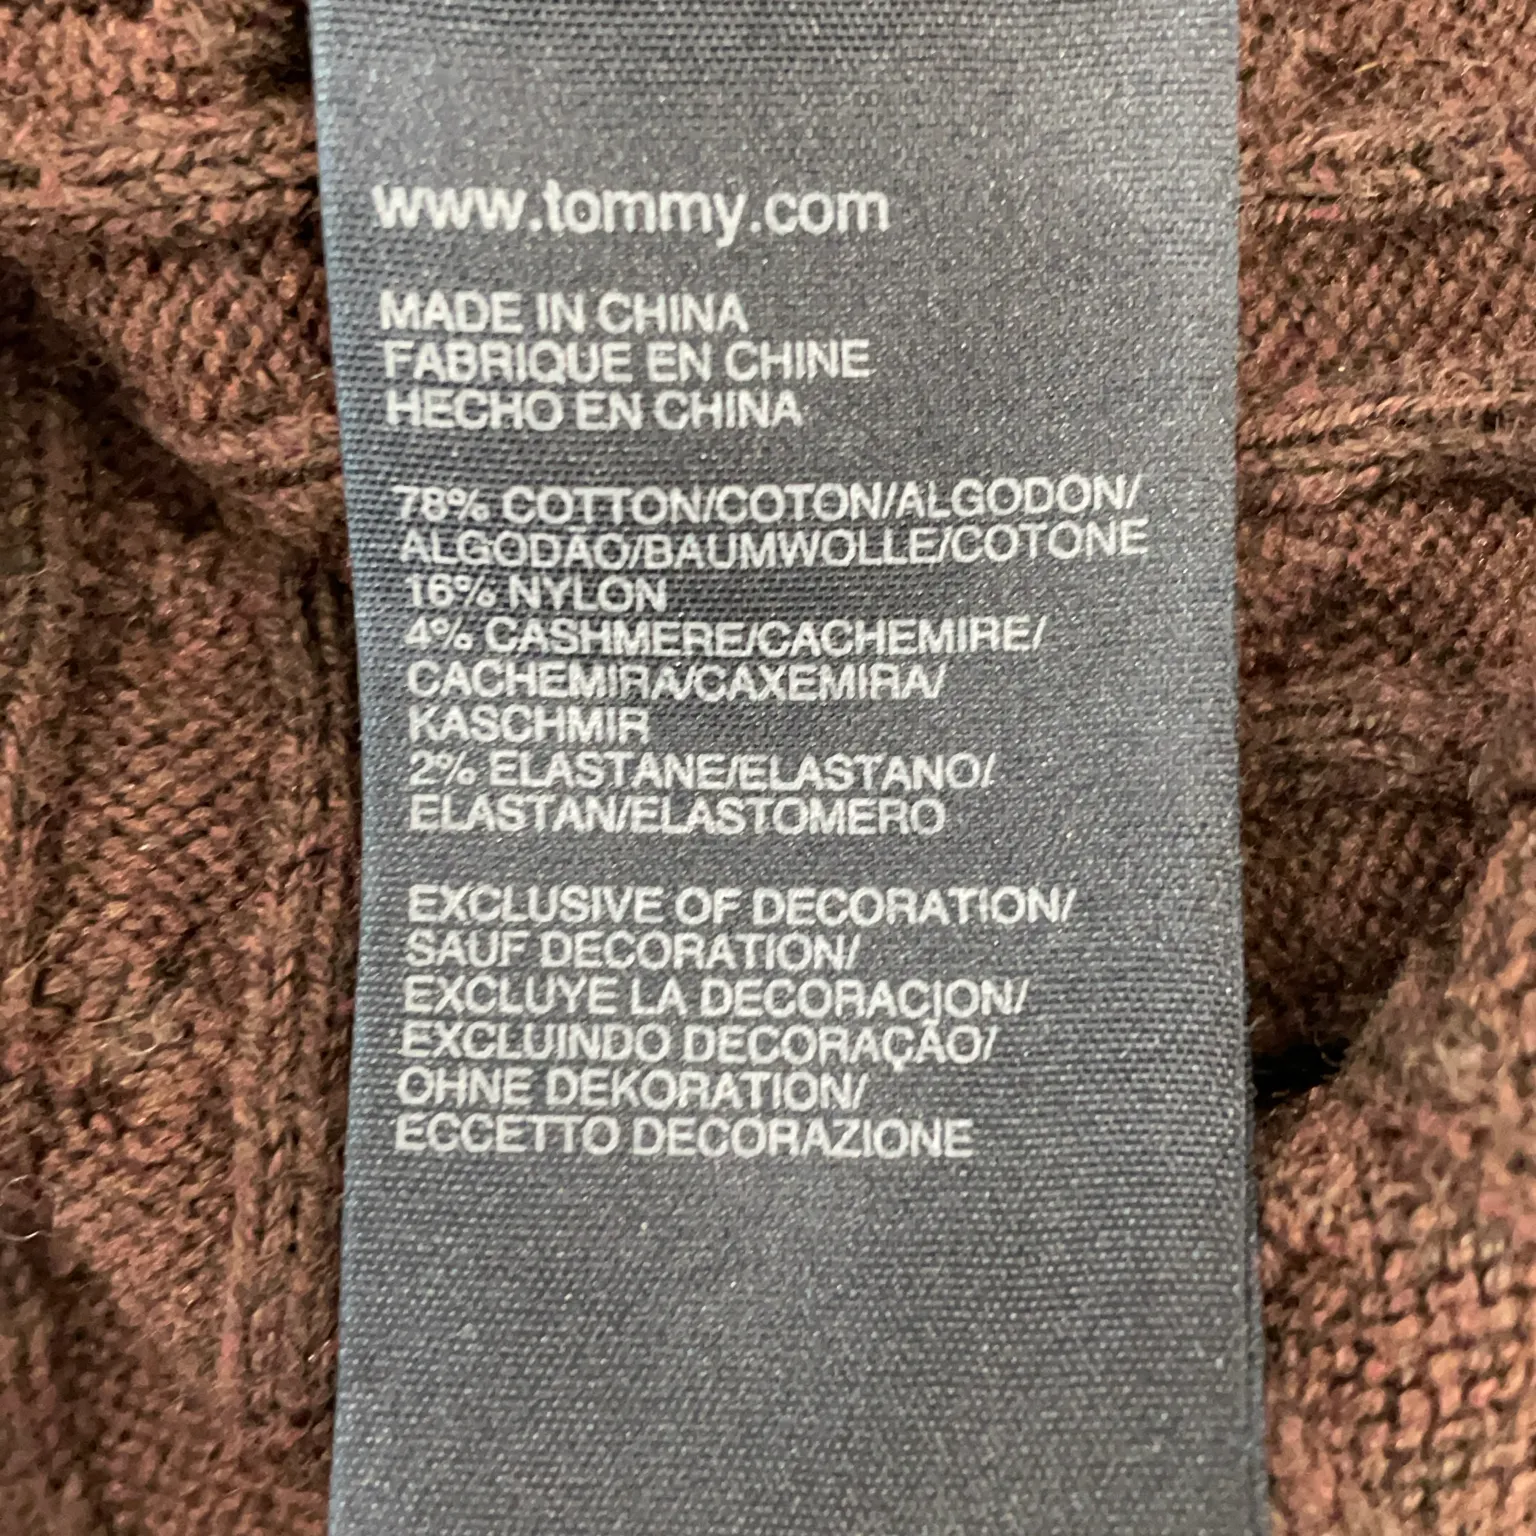 www.tommy.com
MADE IN CHINA
FABRIQUE EN CHINE
HECHO EN CHINA
78% COTTON/COTON/ALGODON/
ALGODÃO/BAUMWOLLE/COTONE
16% NYLON
4% CASHMERE/CACHEMIRE/
CACHEMIRA/CAXEMIRA/
KASCHMIR
2% ELASTANE/ELASTANO/
ELASTAN/ELASTOMERO
EXCLUSIVE OF DECORATION/
SAUF DECORATION/
EXCLUYE LA DECORACION/
EXCLUINDO DECORAÇÃO/
OHNE DEKORATION/
ECCETTO DECORAZIONE